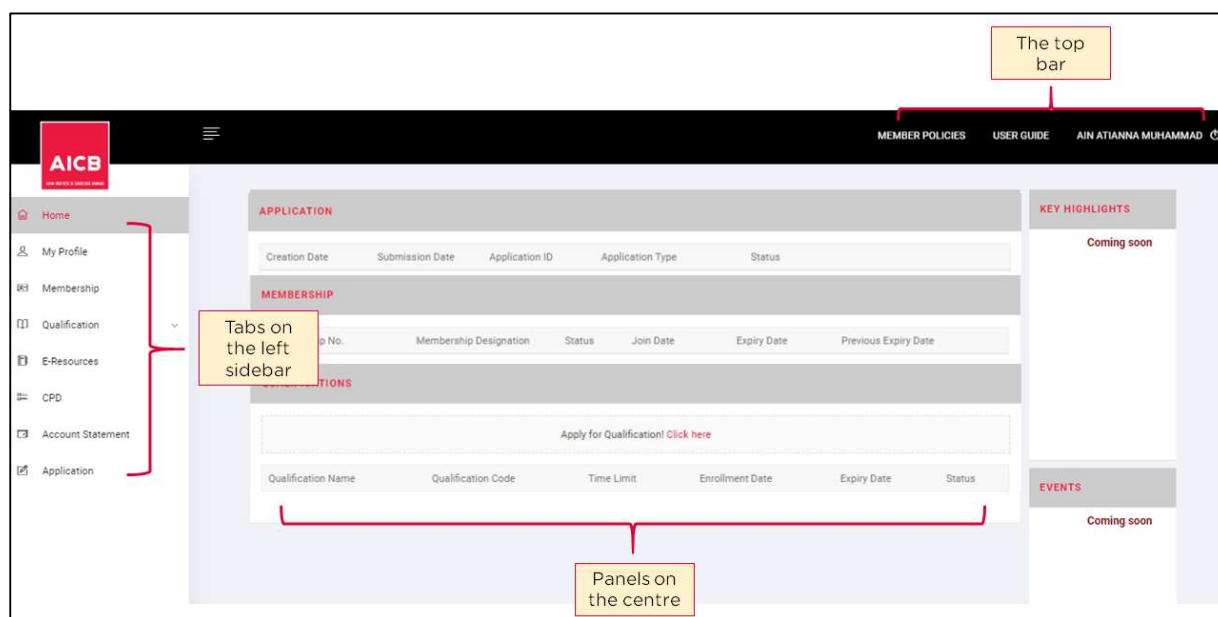 The top
bar
MEMBER POLICIES USER GUIDE AIN ATIANNA MUHAMMAD
AICB
Home
My Profile
Membership
Qualification
E-Resources
CPD
Account Statement
Application
Tabs on
the left
sidebar
APPLICATION
Creation Date Submission Date Application ID Application Type Status
MEMBERSHIP
No. Membership Designation Status Join Date Expiry Date Previous Expiry Date
Apply for Qualification! Click here
Qualification Name Qualification Code Time Limit Enrollment Date Expiry Date Status
Panels on
the centre
KEY HIGHLIGHTS
Coming soon
EVENTS
Coming soon